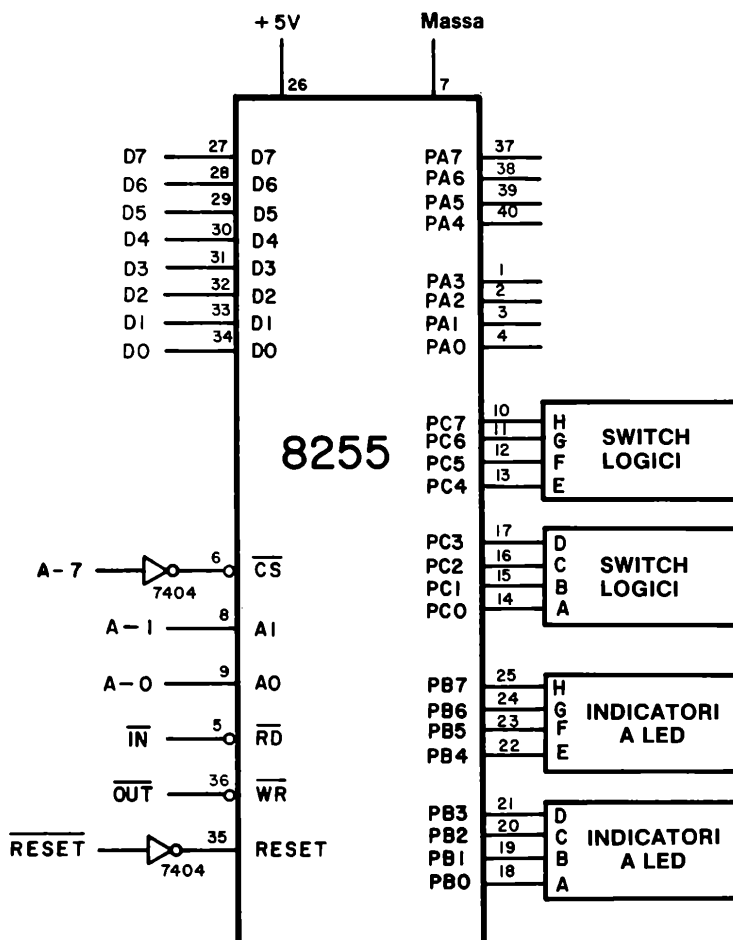 +5V
Massa
26
7
D7 27 D7
D6 28 D6
D5 29 D5
D4 30 D4
D3 31 D3
D2 32 D2
D1 33 D1
D0 34 D0
PA7 37
PA6 38
PA5 39
PA4 40
PA3 1
PA2 2
PA1 3
PA0 4
8255
PC7 10 H
PC6 11 G
PC5 12 F
PC4 13 E
SWITCH
LOGICI
PC3 17 D
PC2 16 C
PC1 15 B
PC0 14 A
SWITCH
LOGICI
A-7 7404 6 CS
A-1 8 A1
A-0 9 A0
IN 5 RD
OUT 36 WR
RESET 7404 35 RESET
PB7 25 H
PB6 24 G
PB5 23 F
PB4 22 E
INDICATORI
A LED
PB3 21 D
PB2 20 C
PB1 19 B
PB0 18 A
INDICATORI
A LED